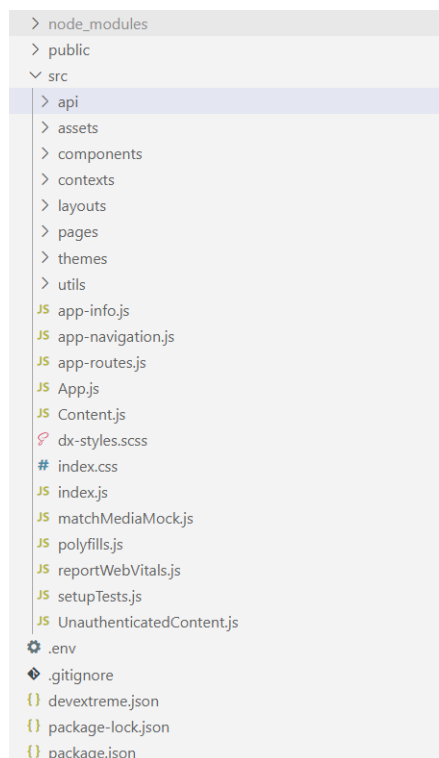 node_modules
public
src
api
assets
components
contexts
layouts
pages
themes
utils
JS app-info.js
JS app-navigation.js
JS app-routes.js
JS App.js
JS Content.js
dx-styles.scss
# index.css
JS index.js
JS matchMediaMock.js
JS polyfills.js
JS reportWebVitals.js
JS setupTests.js
JS UnauthenticatedContent.js
.env
.gitignore
{} devextreme.json
{} package-lock.json
{} package.json